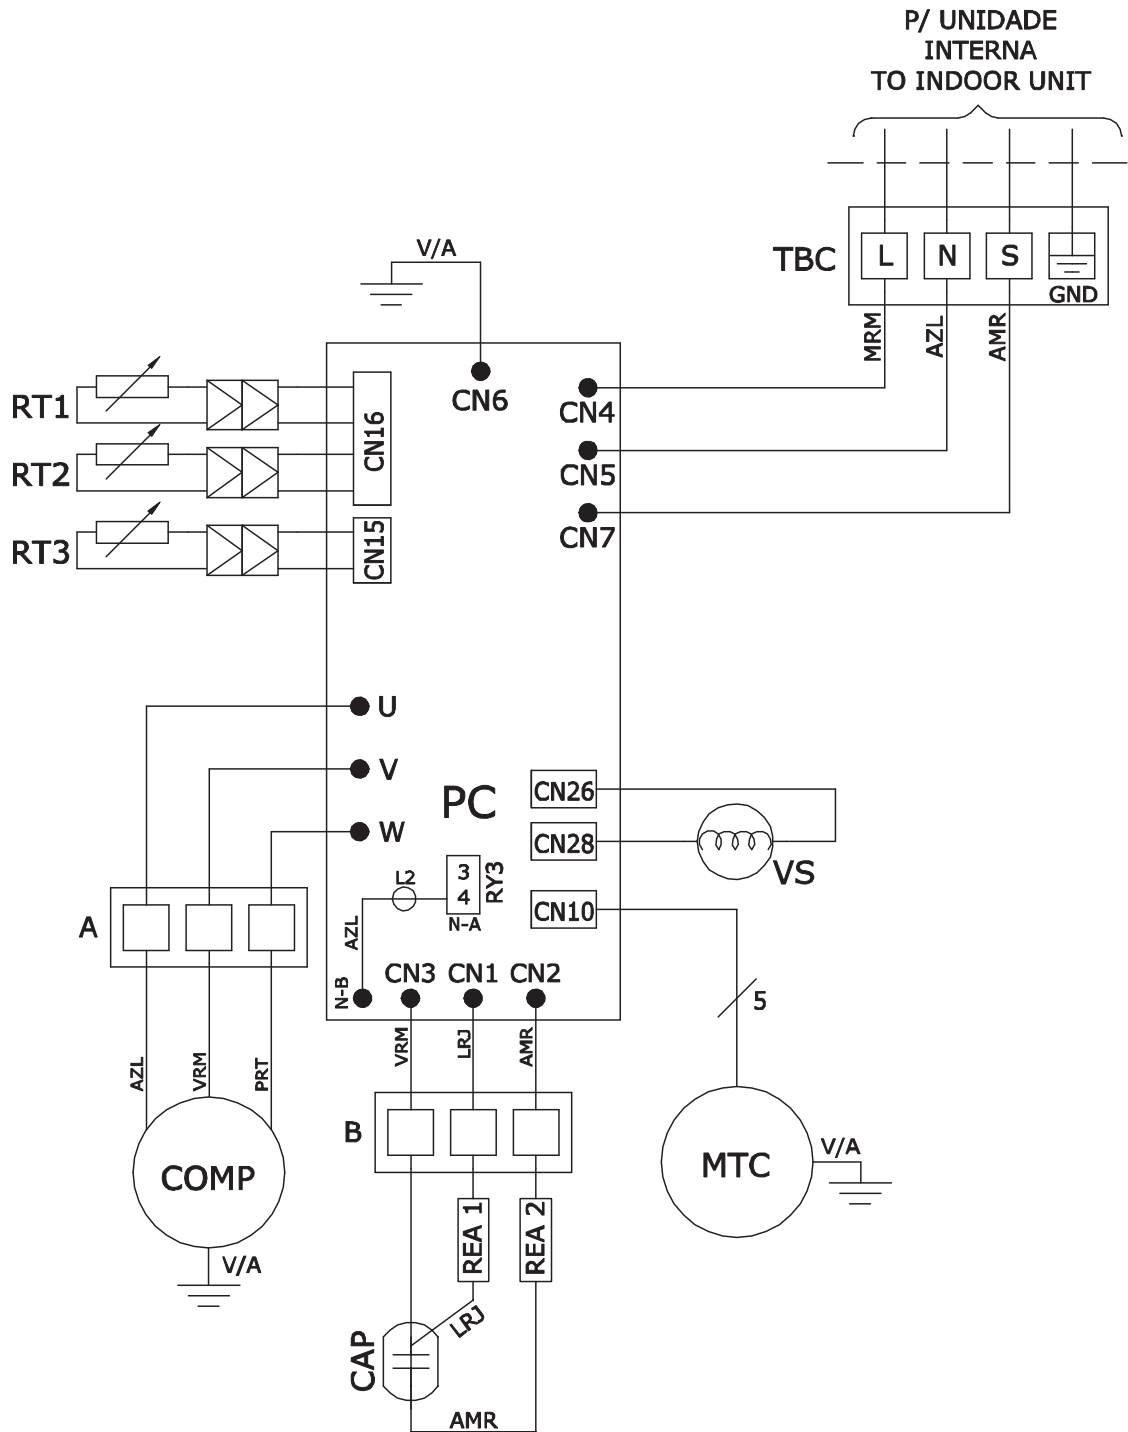 P/ UNIDADE
INTERNA
TO INDOOR UNIT
TBC
L
N
S
GND
MRM
AZL
AMR
V/A
CN6
CN4
CN5
CN7
RT1
RT2
RT3
CN16
CN15
U
V
W
PC
CN26
CN28
CN10
VS
L2
3
4
RY3
N-A
AZL
N-B
CN3
CN1
CN2
A
AZL
VRM
PRT
COMP
V/A
VRM
LRJ
AMR
B
5
MTC
V/A
REA 1
REA 2
LRJ
CAP
AMR